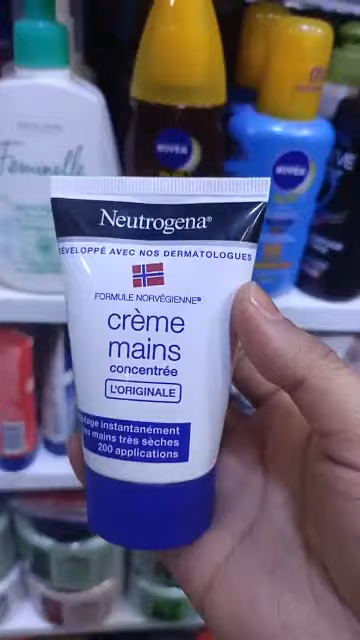 Neutrogena®
DÉVELOPPÉ AVEC NOS DERMATOLOGUES
FORMULE NORVÉGIENNE®
crème
mains
concentrée
L'ORIGINALE
instantanément
mains très sèches
200 applications
Feminelle
NIVEA
NIVEA